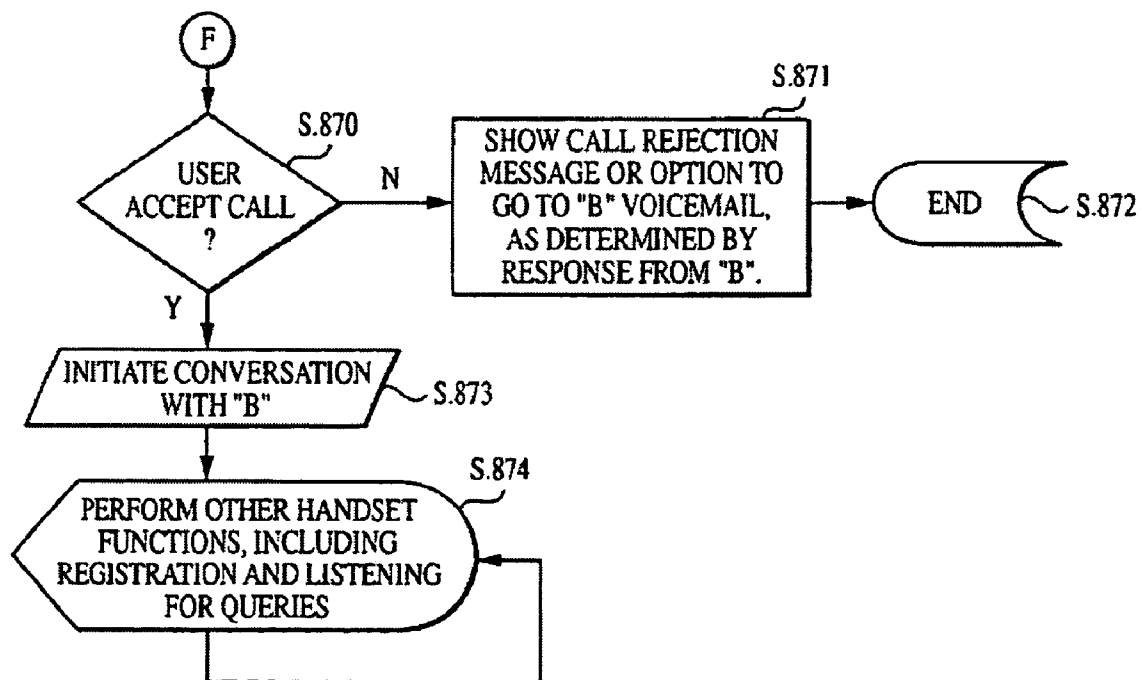 F
S.870
USER
ACCEPT CALL
?
N
Y
S.871
SHOW CALL REJECTION
MESSAGE OR OPTION TO
GO TO "B" VOICEMAIL,
AS DETERMINED BY
RESPONSE FROM "B".
END
S.872
INITIATE CONVERSATION
WITH "B"
S.873
S.874
PERFORM OTHER HANDSET
FUNCTIONS, INCLUDING
REGISTRATION AND LISTENING
FOR QUERIES